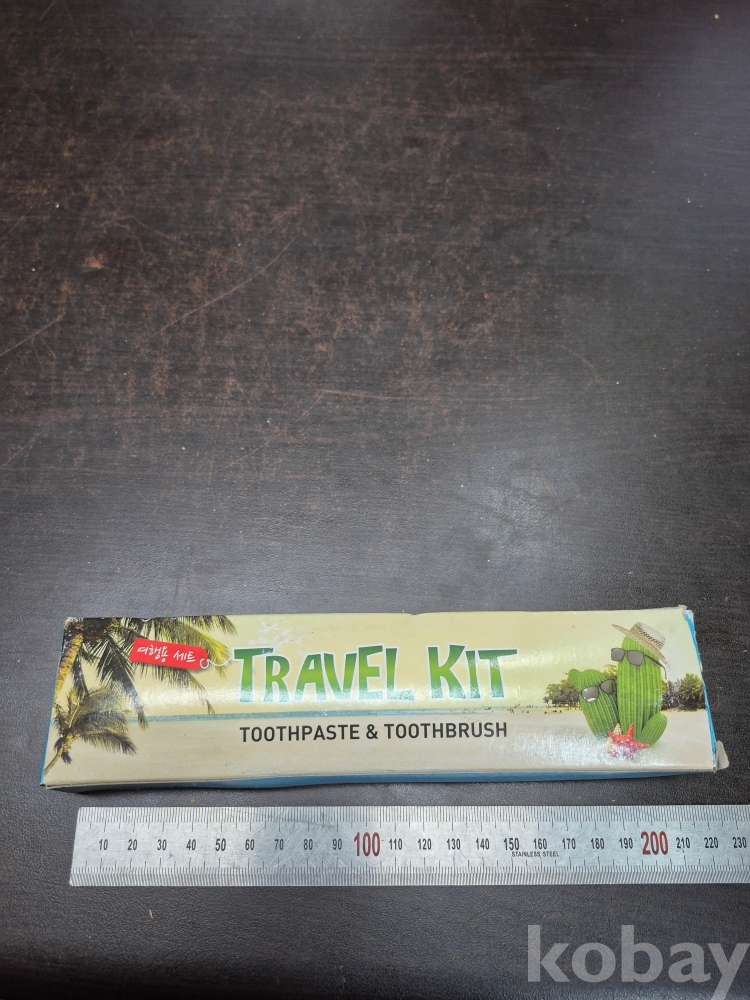 여행용 세트
TRAVEL KIT
TOOTHPASTE & TOOTHBRUSH
10 20 30 40 50 60 70 80 90 100 110 120 130 140 150 160 170 180 190 200 210 220 230
STAINLESS STEEL
kobay